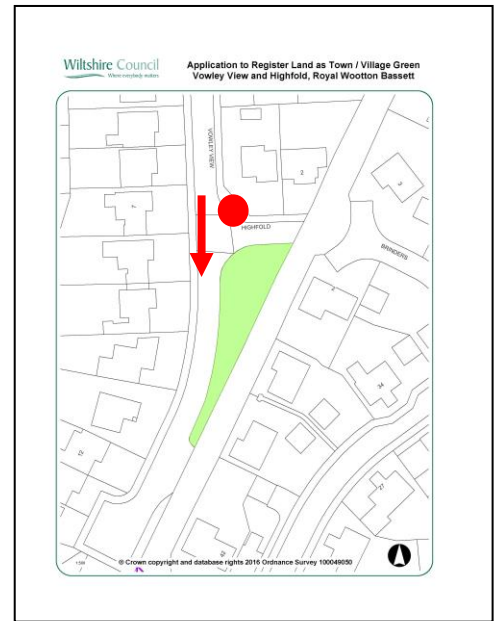 Wiltshire Council
Where everybody matters
Application to Register Land as Town / Village Green
Vowley View and Highfold, Royal Wootton Bassett
VOWLEY VIEW
2
3
7
HIGHFOLD
BRINDERS
34
12
27
© Crown copyright and database rights 2016 Ordnance Survey 100049050